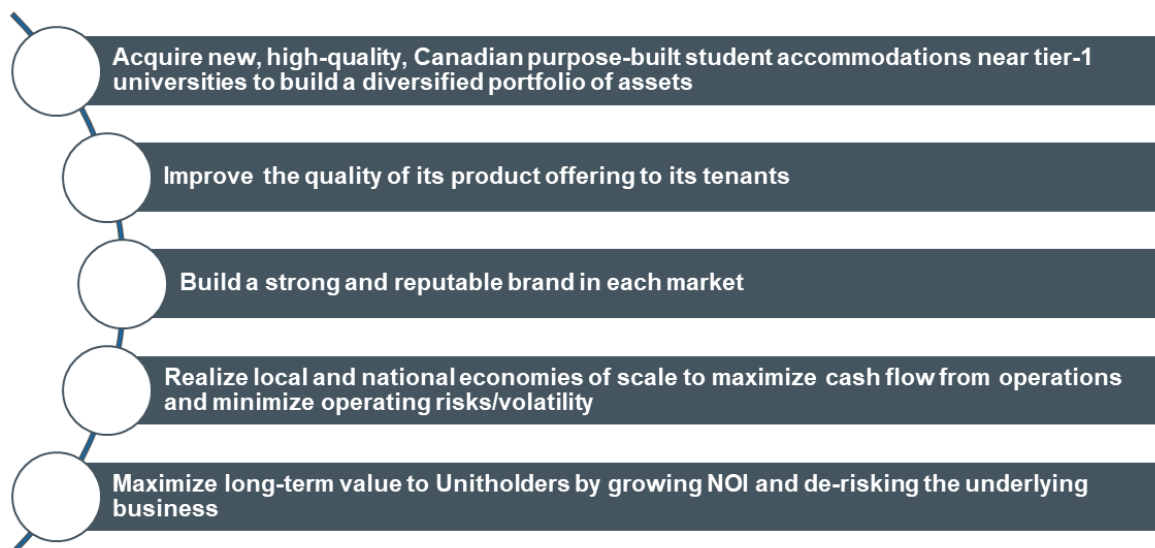 Acquire new, high-quality, Canadian purpose-built student accommodations near tier-1
universities to build a diversified portfolio of assets
Improve the quality of its product offering to its tenants
Build a strong and reputable brand in each market
Realize local and national economies of scale to maximize cash flow from operations
and minimize operating risks/volatility
Maximize long-term value to Unitholders by growing NOI and de-risking the underlying
business